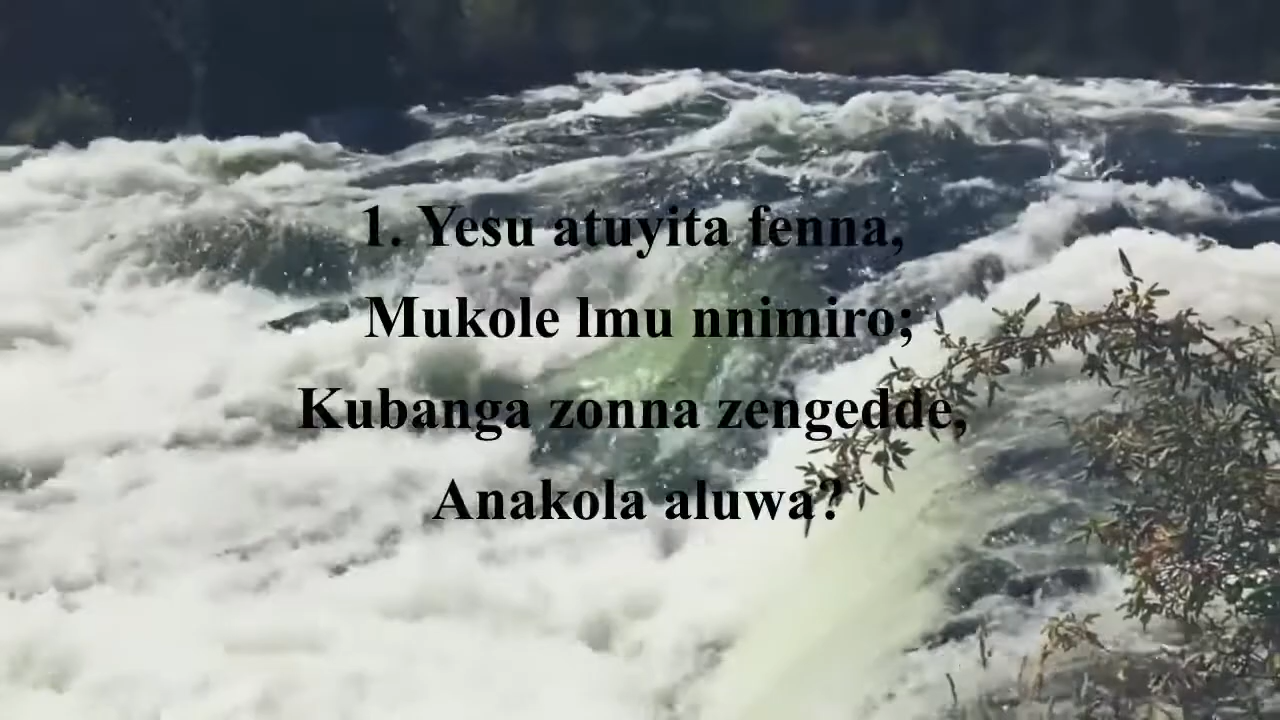 1. Yesu atuyita fenna,
Mukole lmu nnimiro;
Kubanga zonna zengedde,
Anakola aluwa?